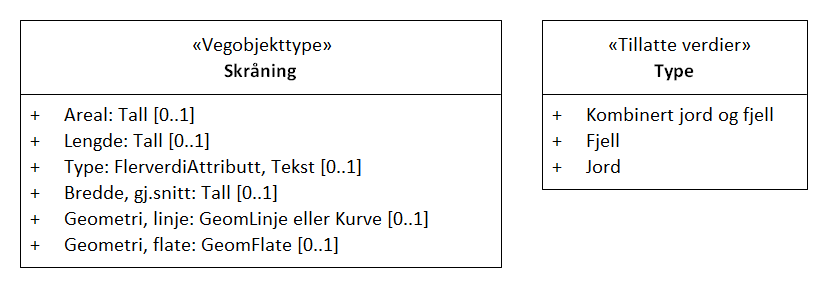 «Vegobjekttype»
Skråning
+ Areal: Tall [0..1]
+ Lengde: Tall [0..1]
+ Type: FlerverdiAttributt, Tekst [0..1]
+ Bredde, gj.snitt: Tall [0..1]
+ Geometri, linje: GeomLinje eller Kurve [0..1]
+ Geometri, flate: GeomFlate [0..1]
«Tillatte verdier»
Type
+ Kombinert jord og fjell
+ Fjell
+ Jord